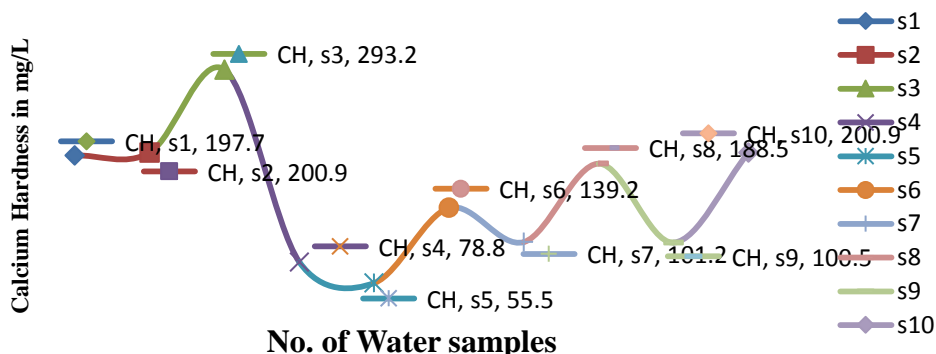 Calcium Hardness in mg/L
CH, s3, 293.2
CH, s1, 197.7
CH, s2, 200.9
CH, s4, 78.8
CH, s5, 55.5
CH, s6, 139.2
CH, s7, 101.2
CH, s8, 188.5
CH, s9, 100.5
CH, s10, 200.9
No. of Water samples
s1
s2
s3
s4
s5
s6
s7
s8
s9
s10